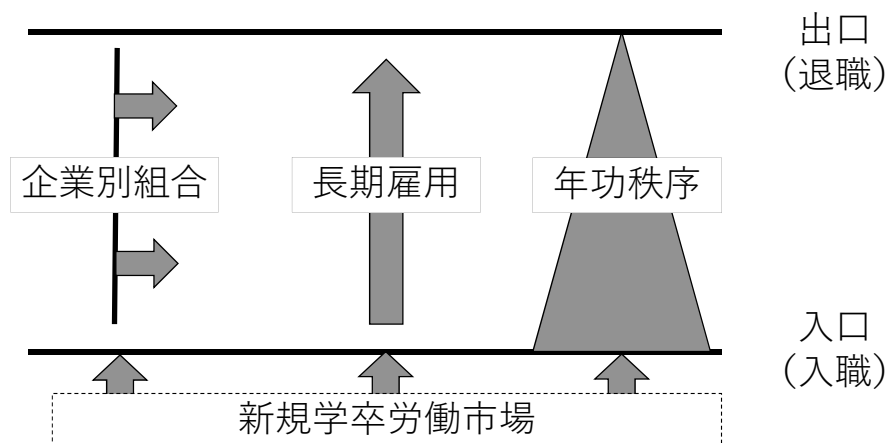 出口
(退職)
企業別組合
長期雇用
年功秩序
入口
(入職)
新規学卒労働市場